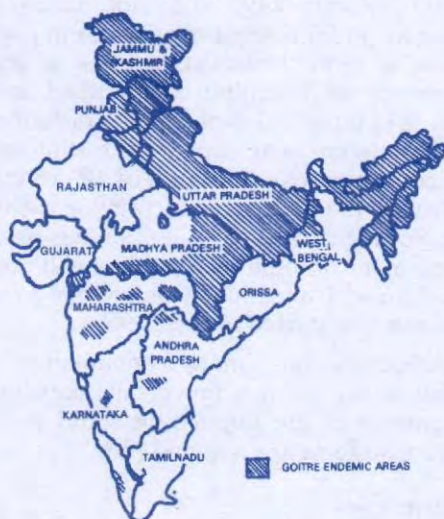 JAMMU &
KASHMIR
PUNJAB
RAJASTHAN
UTTAR PRADESH
GUJARAT
MADHYA PRADESH
WEST
BENGAL
ORISSA
MAHARASHTRA
ANDHRA
PRADESH
KARNATAKA
TAMILNADU
GOITRE ENDEMIC AREAS